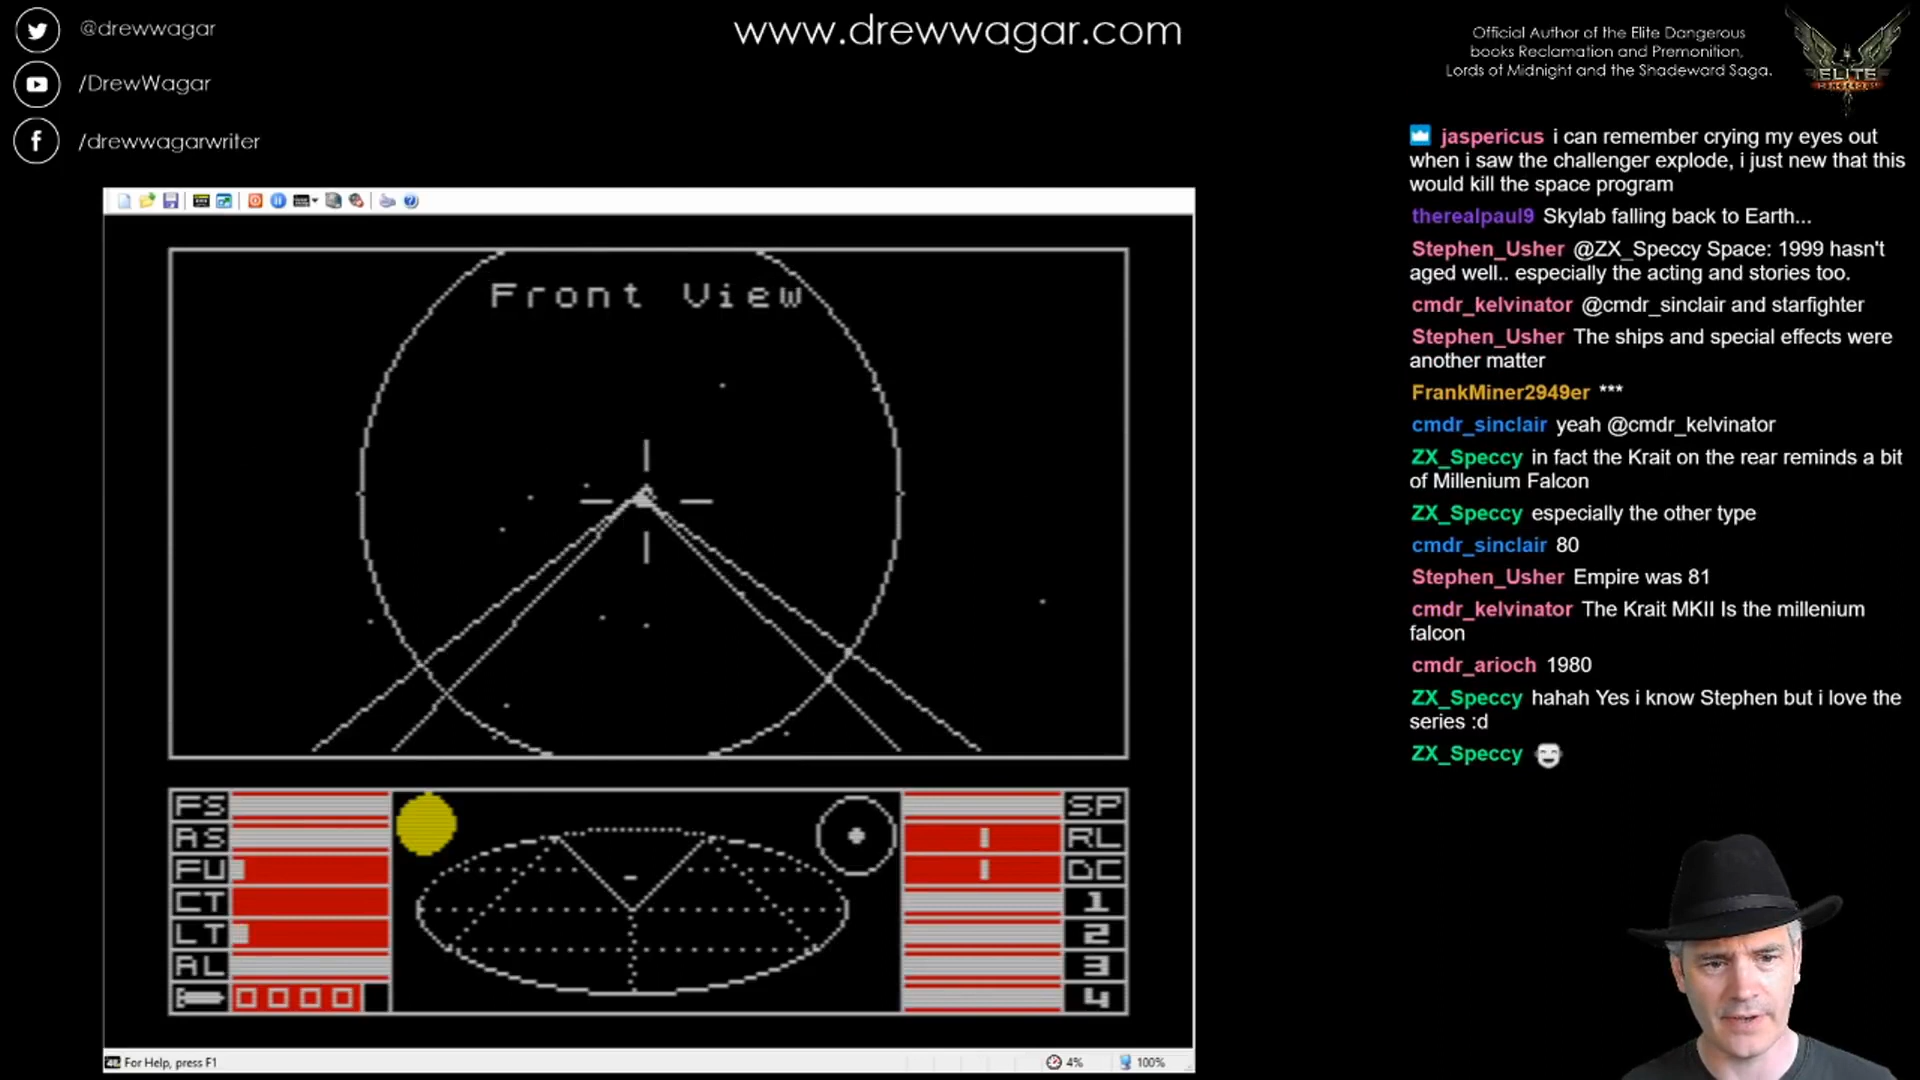 @drewwagar
/DrewWagar
/drewwagarwriter
www.drewwagar.com
Official Author of the Elite Dangerous
books Reclamation and Premonition,
Lords of Midnight and the Shadeward Saga.
ELITE
Front View
FS
AS
FU
CT
LT
AL
SP
RL
DC
1
2
3
4
For Help, press F1
4%
100%
jaspericus i can remember crying my eyes out
when i saw the challenger explode, i just new that this
would kill the space program
therealpaul9 Skylab falling back to Earth...
Stephen_Usher @ZX_Speccy Space: 1999 hasn't
aged well.. especially the acting and stories too.
cmdr_kelvinator @cmdr_sinclair and starfighter
Stephen_Usher The ships and special effects were
another matter
FrankMiner2949er ***
cmdr_sinclair yeah @cmdr_kelvinator
ZX_Speccy in fact the Krait on the rear reminds a bit
of Millenium Falcon
ZX_Speccy especially the other type
cmdr_sinclair 80
Stephen_Usher Empire was 81
cmdr_kelvinator The Krait MKII Is the millenium
falcon
cmdr_arioch 1980
ZX_Speccy hahah Yes i know Stephen but i love the
series :d
ZX_Speccy